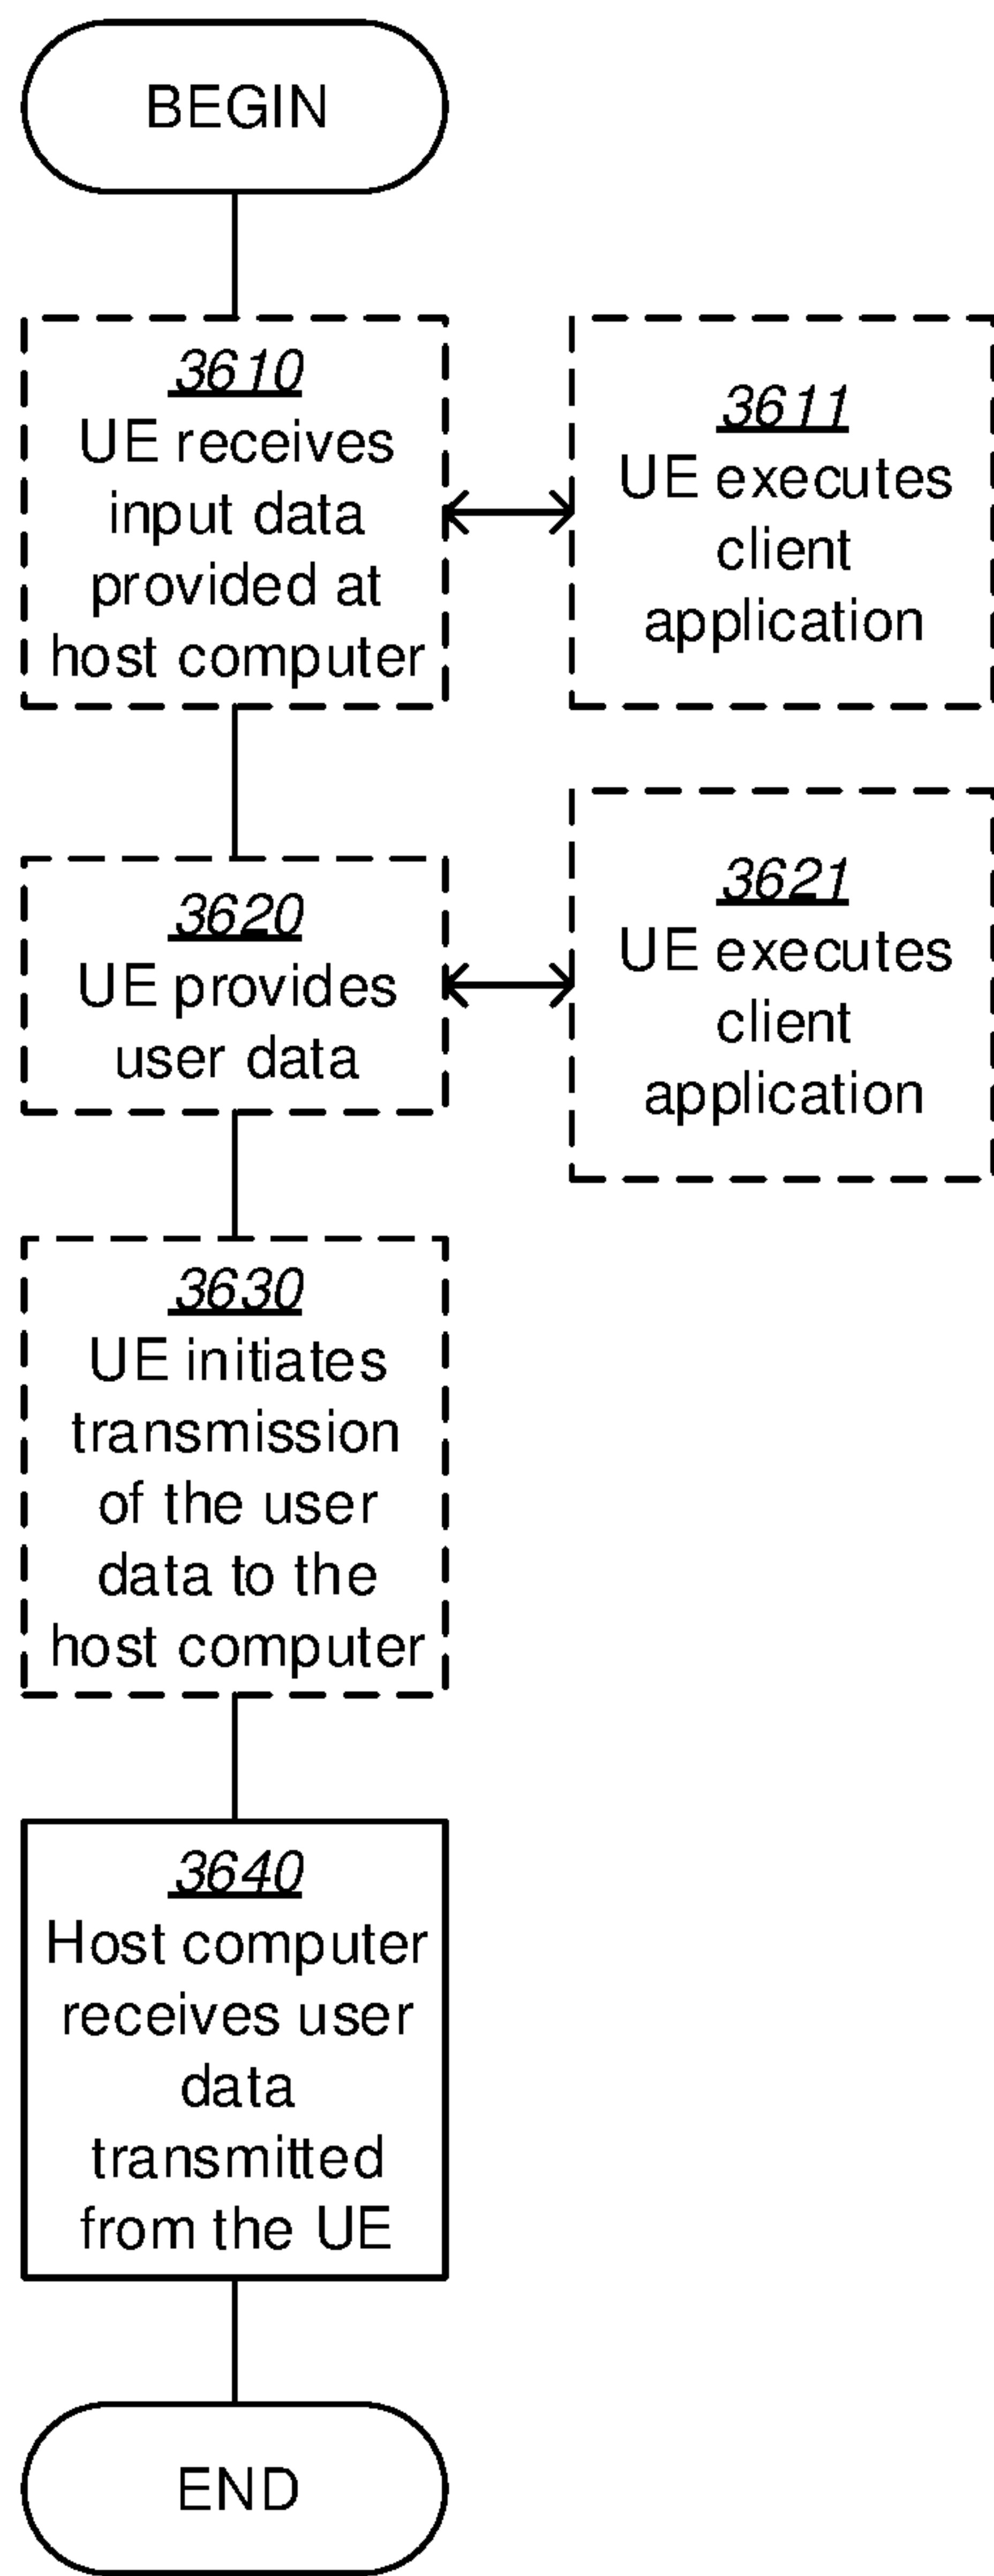 BEGIN
3610
UE receives
input data
provided at
host computer
3611
UE executes
client
application
3620
UE provides
user data
3621
UE executes
client
application
3630
UE initiates
transmission
of the user
data to the
host computer
3640
Host computer
receives user
data
transmitted
from the UE
END